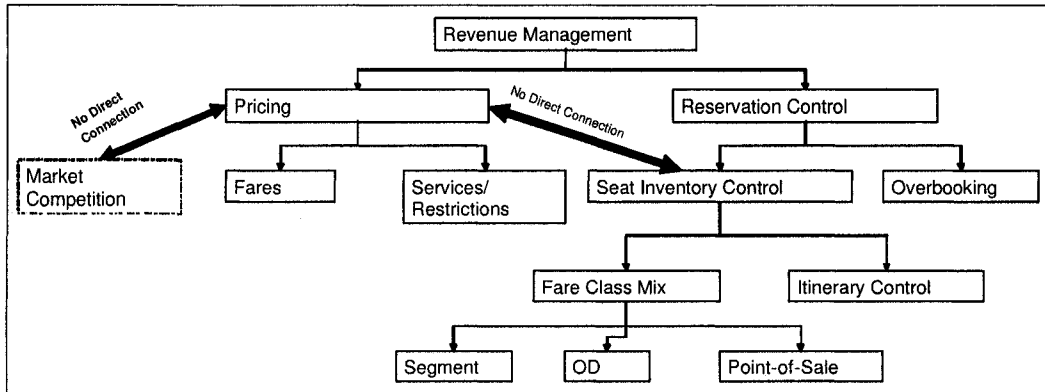 Revenue Management
No Direct
Connection
Pricing
No Direct Connection
Reservation Control
Market
Competition
Fares
Services/
Restrictions
Seat Inventory Control
Overbooking
Fare Class Mix
Itinerary Control
Segment
OD
Point-of-Sale